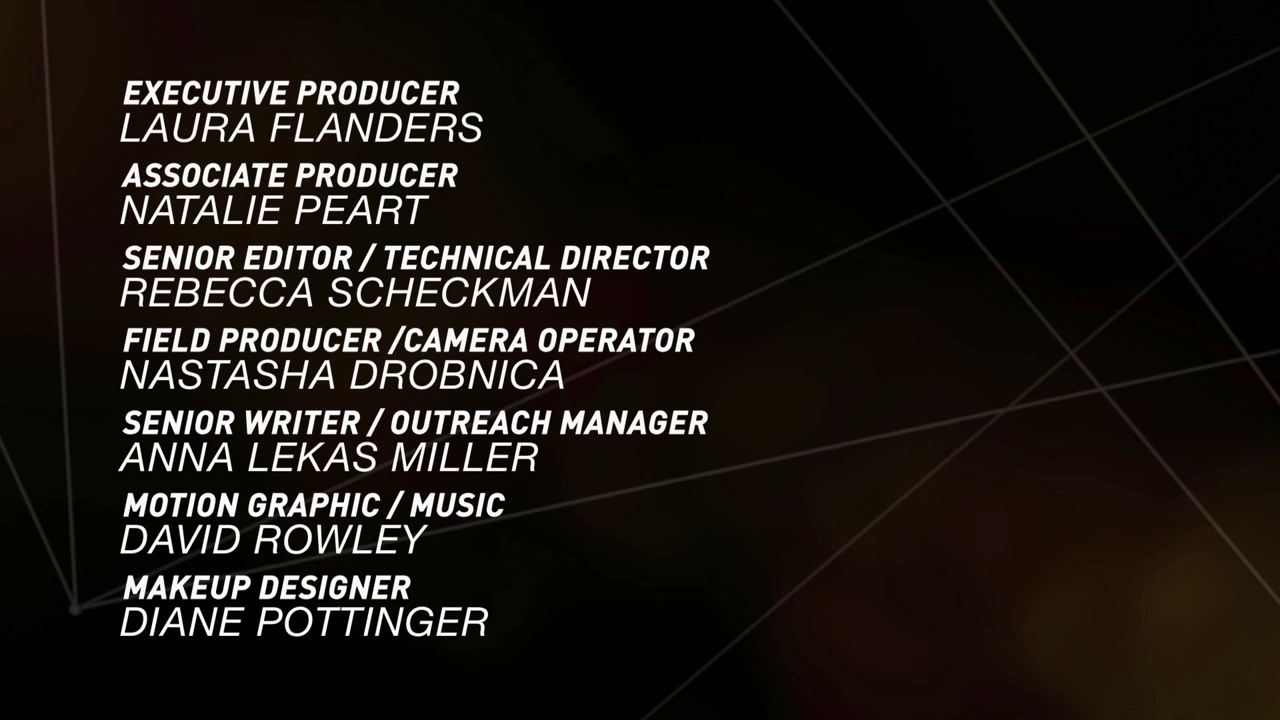 EXECUTIVE PRODUCER
LAURA FLANDERS
ASSOCIATE PRODUCER
NATALIE PEART
SENIOR EDITOR / TECHNICAL DIRECTOR
REBECCA SCHECKMAN
FIELD PRODUCER /CAMERA OPERATOR
NASTASHA DROBNICA
SENIOR WRITER / OUTREACH MANAGER
ANNA LEKAS MILLER
MOTION GRAPHIC / MUSIC
DAVID ROWLEY
MAKEUP DESIGNER
DIANE POTTINGER